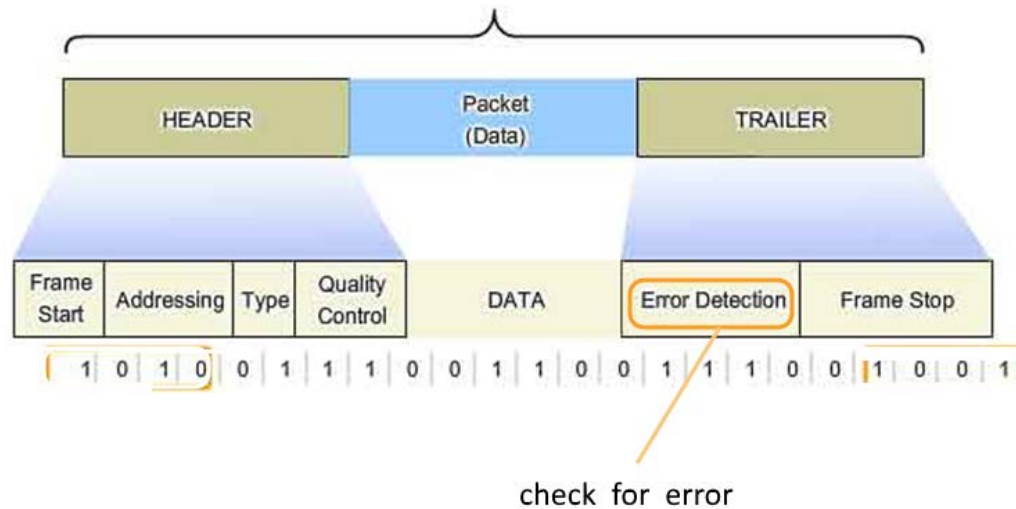 HEADER
Packet
(Data)
TRAILER
Frame
Start
Addressing
Type
Quality
Control
DATA
Error Detection
Frame Stop
1 0 1 0 0 1 1 1 0 0 1 1 0 0 1 1 1 0 0 1 0 0 1
check for error